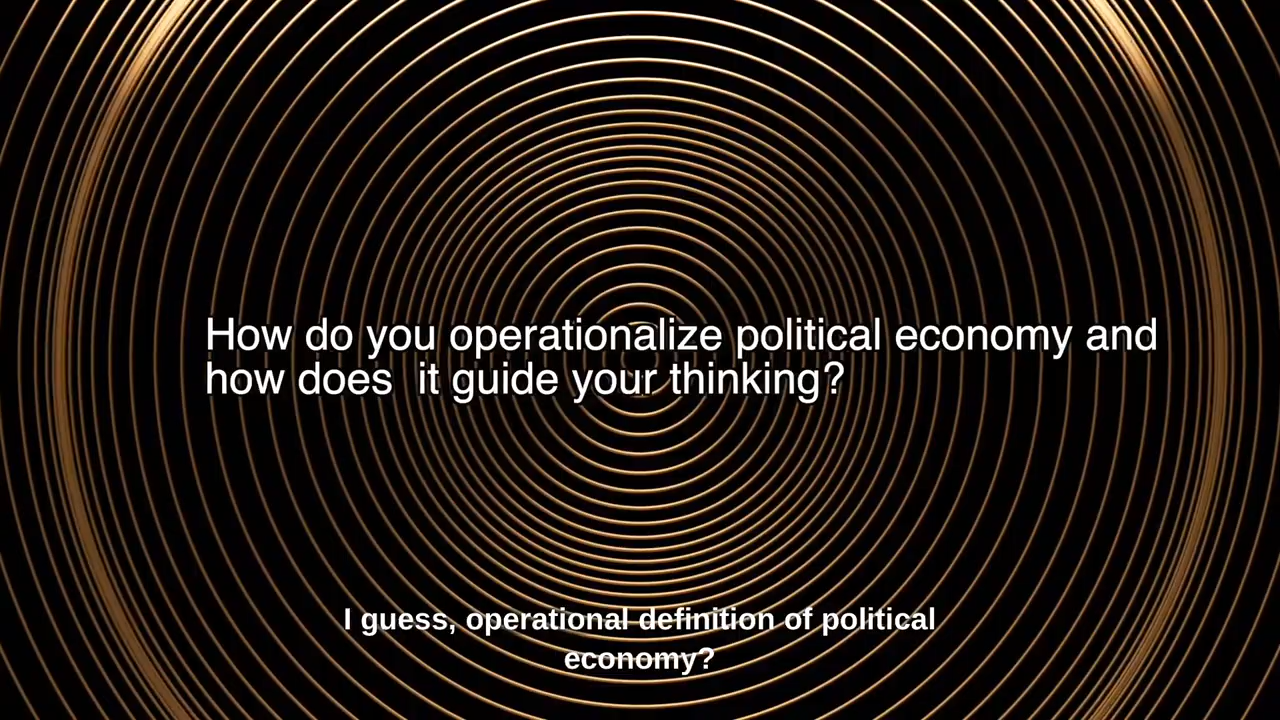 How do you operationalize political economy and
how does  it guide your thinking?
I guess, operational definition of political
economy?